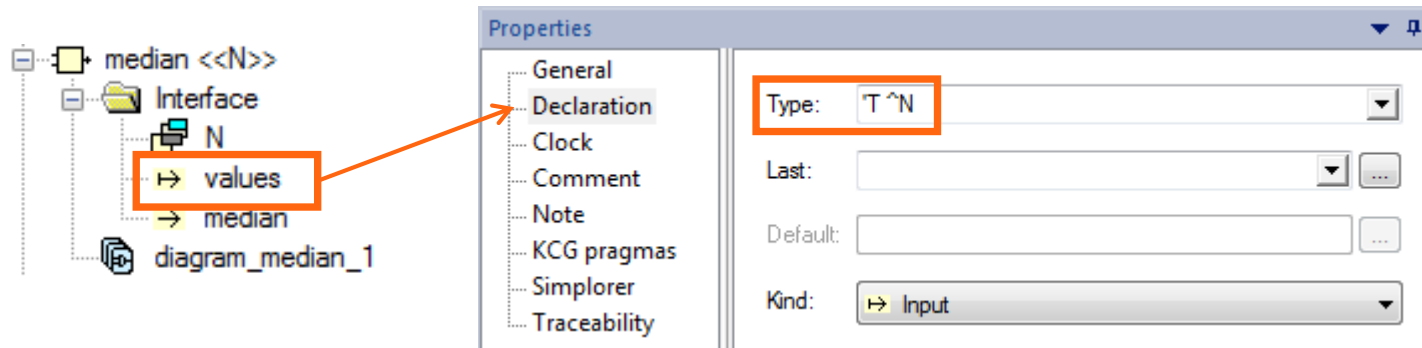 median <<N>>
Interface
N
values
median
diagram_median_1
Properties
General
Declaration
Clock
Comment
Note
KCG pragmas
Simplorer
Traceability
Type: 'T ^N
Last:
...
Default:
...
Kind: Input